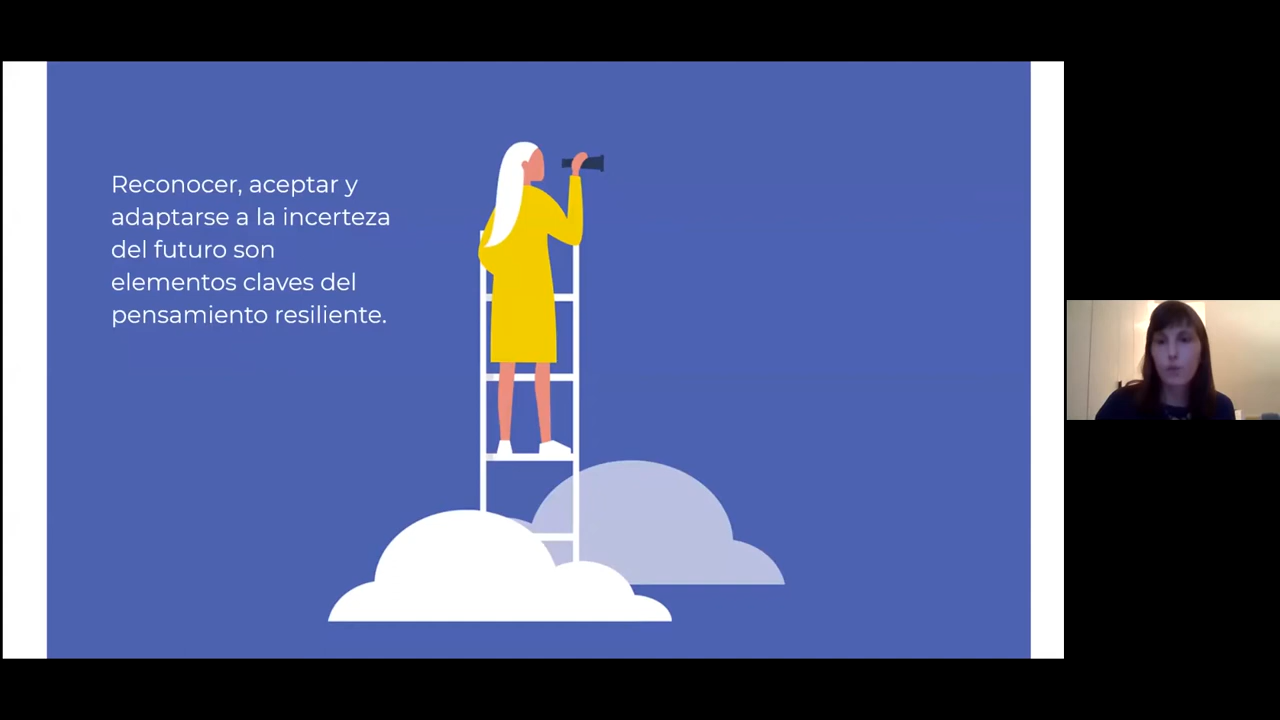 Reconocer, aceptar y
adaptarse a la incerteza
del futuro son
elementos claves del
pensamiento resiliente.